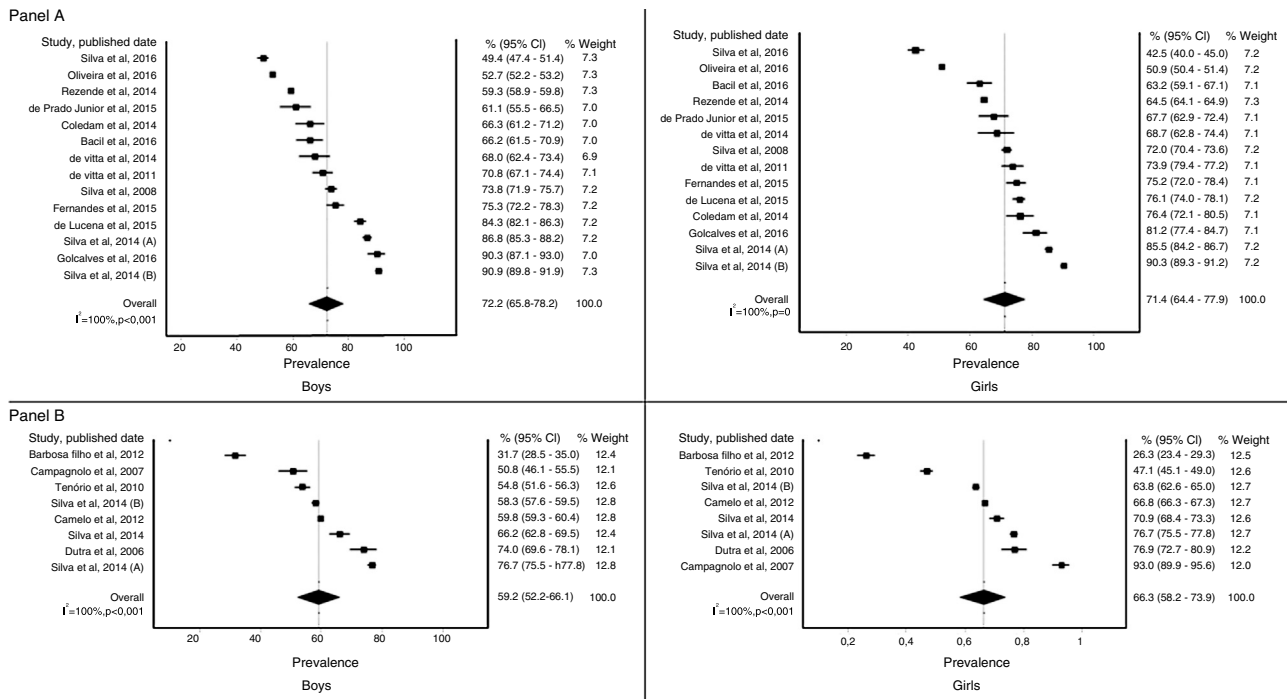 Panel A
Study, published date % (95% CI) % Weight
Silva et al, 2016 49.4 (47.4 - 51.4) 7.3
Oliveira et al, 2016 52.7 (52.2 - 53.2) 7.3
Rezende et al, 2014 59.3 (58.9 - 59.8) 7.3
de Prado Junior et al, 2015 61.1 (55.5 - 66.5) 7.0
Coledam et al, 2014 66.3 (61.2 - 71.2) 7.0
Bacil et al, 2016 66.2 (61.5 - 70.9) 7.0
de vitta et al, 2014 68.0 (62.4 - 73.4) 6.9
de vitta et al, 2011 70.8 (67.1 - 74.4) 7.1
Silva et al, 2008 73.8 (71.9 - 75.7) 7.2
Fernandes et al, 2015 75.3 (72.2 - 78.3) 7.2
de Lucena et al, 2015 84.3 (82.1 - 86.3) 7.2
Silva et al, 2014 (A) 86.8 (85.3 - 88.2) 7.2
Golcalves et al, 2016 90.3 (87.1 - 93.0) 7.0
Silva et al, 2014 (B) 90.9 (89.8 - 91.9) 7.3
Overall 72.2 (65.8-78.2) 100.0
I²=100%,p<0,001
20 40 60 80 100
Prevalence
Boys
Study, published date % (95% CI) % Weight
Silva et al, 2016 42.5 (40.0 - 45.0) 7.2
Oliveira et al, 2016 50.9 (50.4 - 51.4) 7.2
Bacil et al, 2016 63.2 (59.1 - 67.1) 7.1
Rezende et al, 2014 64.5 (64.1 - 64.9) 7.3
de Prado Junior et al, 2015 67.7 (62.9 - 72.4) 7.1
de vitta et al, 2014 68.7 (62.8 - 74.4) 7.1
Silva et al, 2008 72.0 (70.4 - 73.6) 7.2
de vitta et al, 2011 73.9 (79.4 - 77.2) 7.1
Fernandes et al, 2015 75.2 (72.0 - 78.4) 7.1
de Lucena et al, 2015 76.1 (74.0 - 78.1) 7.2
Coledam et al, 2014 76.4 (72.1 - 80.5) 7.1
Golcalves et al, 2016 81.2 (77.4 - 84.7) 7.1
Silva et al, 2014 (A) 85.5 (84.2 - 86.7) 7.2
Silva et al, 2014 (B) 90.3 (89.3 - 91.2) 7.2
Overall 71.4 (64.4 - 77.9) 100.0
I²=100%,p=0
20 40 60 80 100
Prevalence
Girls
Panel B
Study, published date % (95% CI) % Weight
Barbosa filho et al, 2012 31.7 (28.5 - 35.0) 12.4
Campagnolo et al, 2007 50.8 (46.1 - 55.5) 12.1
Tenório et al, 2010 54.8 (51.6 - 56.3) 12.6
Silva et al, 2014 (B) 58.3 (57.6 - 59.5) 12.8
Camelo et al, 2012 59.8 (59.3 - 60.4) 12.8
Silva et al, 2014 66.2 (62.8 - 69.5) 12.4
Dutra et al, 2006 74.0 (69.6 - 78.1) 12.1
Silva et al, 2014 (A) 76.7 (75.5 - h77.8) 12.8
Overall 59.2 (52.2-66.1) 100.0
I²=100%,p<0,001
20 40 60 80 100
Prevalence
Boys
Study, published date % (95% CI) % Weight
Barbosa filho et al, 2012 26.3 (23.4 - 29.3) 12.5
Tenório et al, 2010 47.1 (45.1 - 49.0) 12.6
Silva et al, 2014 (B) 63.8 (62.6 - 65.0) 12.7
Camelo et al, 2012 66.8 (66.3 - 67.3) 12.7
Silva et al, 2014 70.9 (68.4 - 73.3) 12.6
Silva et al, 2014 (A) 76.7 (75.5 - 77.8) 12.7
Dutra et al, 2006 76.9 (72.7 - 80.9) 12.2
Campagnolo et al, 2007 93.0 (89.9 - 95.6) 12.0
Overall 66.3 (58.2 - 73.9) 100.0
I²=100%,p<0,001
0,2 0,4 0,6 0,8 1
Prevalence
Girls